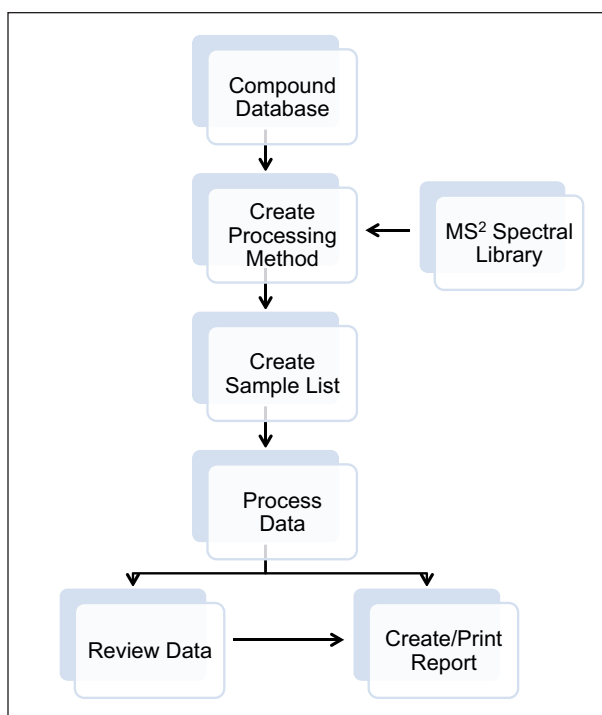 Compound
Database
Create
Processing
Method
MS² Spectral
Library
Create
Sample List
Process
Data
Review Data
Create/Print
Report